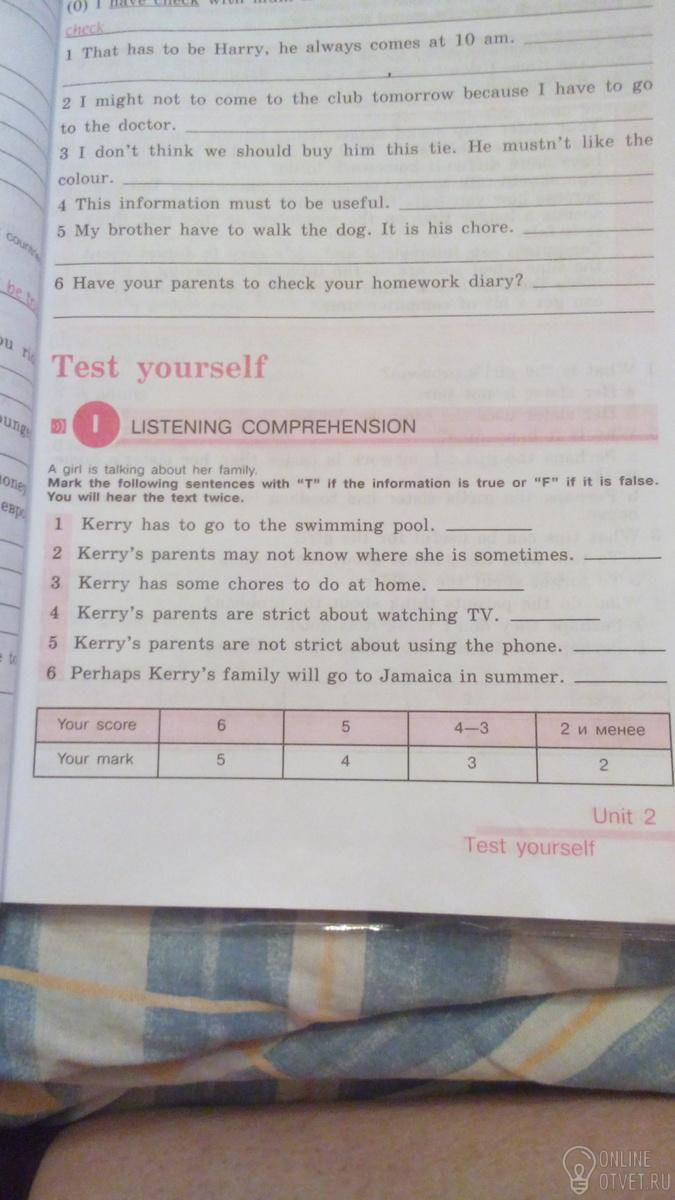 (0) I have check with mum
check
1 That has to be Harry, he always comes at 10 am.
2 I might not to come to the club tomorrow because I have to go
to the doctor.
3 I don't think we should buy him this tie. He mustn't like the
colour.
4 This information must to be useful.
5 My brother have to walk the dog. It is his chore.
6 Have your parents to check your homework diary?
Test yourself
I LISTENING COMPREHENSION
A girl is talking about her family.
Mark the following sentences with "T" if the information is true or "F" if it is false.
You will hear the text twice.
1 Kerry has to go to the swimming pool.
2 Kerry's parents may not know where she is sometimes.
3 Kerry has some chores to do at home.
4 Kerry's parents are strict about watching TV.
5 Kerry's parents are not strict about using the phone.
6 Perhaps Kerry's family will go to Jamaica in summer.
Your score 6 5 4—3 2 и менее
Your mark 5 4 3 2
Unit 2
Test yourself
ONLINE
OTVET.RU